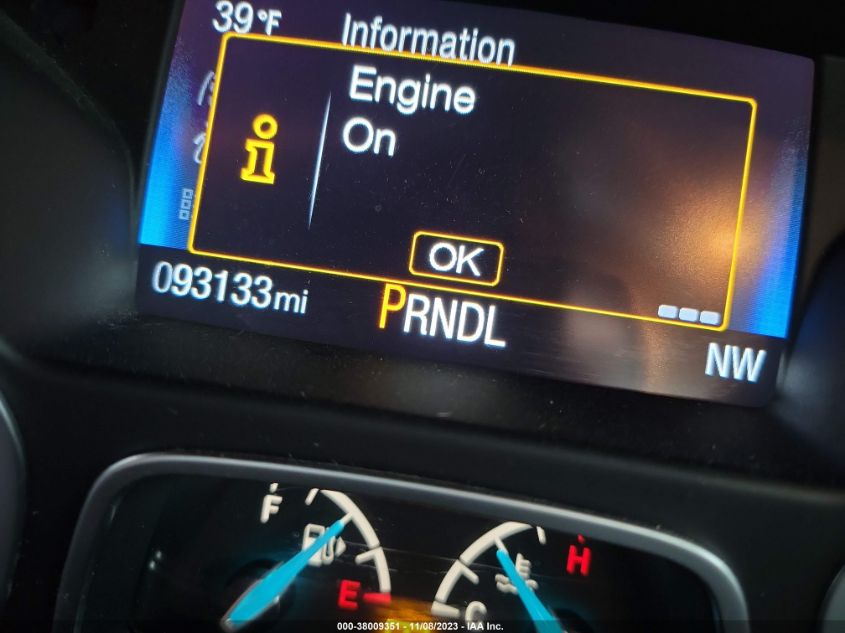 39°F
Information
Engine
On
OK
093133mi
PRNDL
NW
F
E
H
C
000-38009351 - 11/08/2023 - IAA Inc.